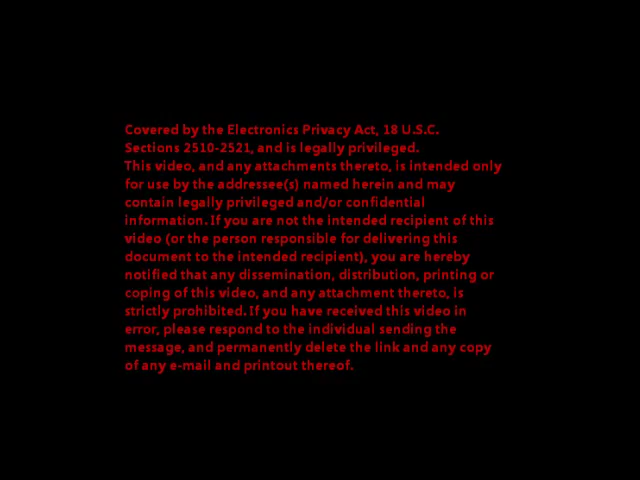 Covered by the Electronics Privacy Act, 18 U.S.C.
Sections 2510-2521, and is legally privileged.
This video, and any attachments thereto, is intended only
for use by the addressee(s) named herein and may
contain legally privileged and/or confidential
information. If you are not the intended recipient of this
video (or the person responsible for delivering this
document to the intended recipient), you are hereby
notified that any dissemination, distribution, printing or
coping of this video, and any attachment thereto, is
strictly prohibited. If you have received this video in
error, please respond to the individual sending the
message, and permanently delete the link and any copy
of any e-mail and printout thereof.